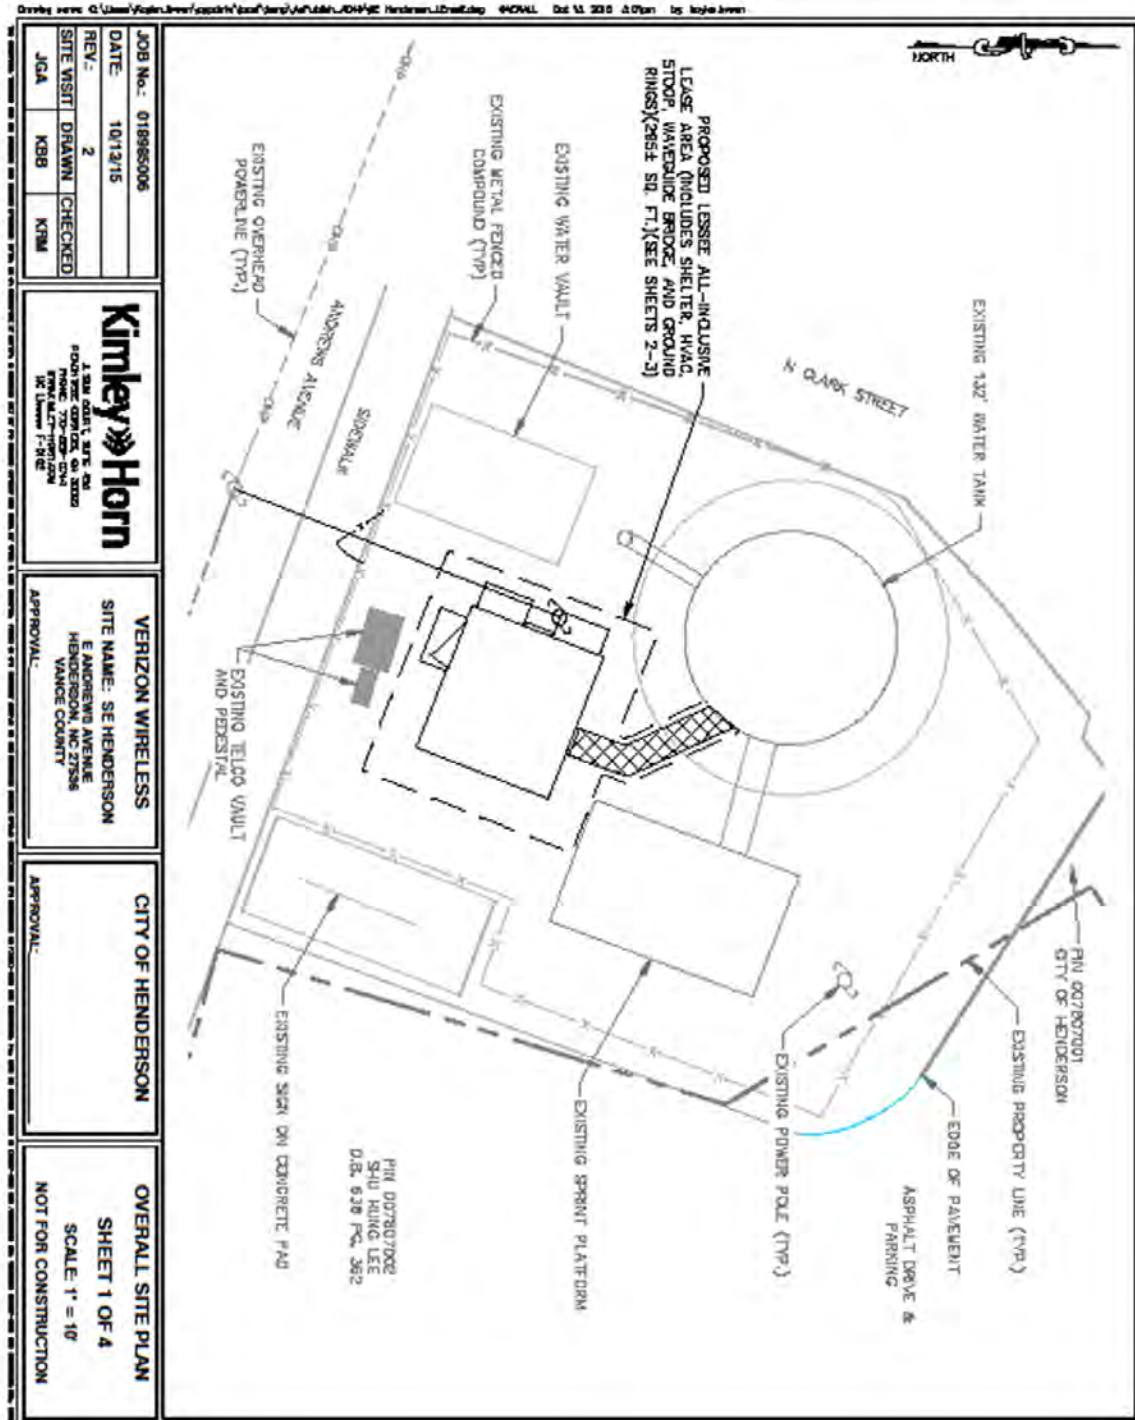 NORTH
PROPOSED LESSEE ALL-INCLUSIVE
LEASE AREA (INCLUDES SHELTER, HVAC,
STOOP, WAVEGUIDE BRIDGE, AND GROUND
RINGS)(295± SQ. FT.)(SEE SHEETS 2-3)
EXISTING WATER VAULT
EXISTING METAL FENCED
COMPOUND (TYP.)
EXISTING OVERHEAD
POWERLINE (TYP.)
ANDREWS AVENUE
SIDEWALK
N CLARK STREET
EXISTING 132' WATER TANK
EXISTING TELCO VAULT
AND PEDESTAL
PIN 007807001
CITY OF HENDERSON
EXISTING PROPERTY LINE (TYP.)
EDGE OF PAVEMENT
ASPHALT DRIVE &
PARKING
EXISTING POWER POLE (TYP.)
EXISTING SPRINT PLATFORM
PIN 007807002
SHU HUNG LEE
D.B. 638 PG. 362
EXISTING SIGN ON CONCRETE PAD
JOB No.: 018985006
DATE: 10/13/15
REV.: 2
SITE VISIT DRAWN CHECKED
JGA KBB KRM
Kimley»Horn
VERIZON WIRELESS
SITE NAME: SE HENDERSON
E ANDREWS AVENUE
HENDERSON, NC 27536
VANCE COUNTY
APPROVAL:
CITY OF HENDERSON
APPROVAL:
OVERALL SITE PLAN
SHEET 1 OF 4
SCALE: 1" = 10'
NOT FOR CONSTRUCTION